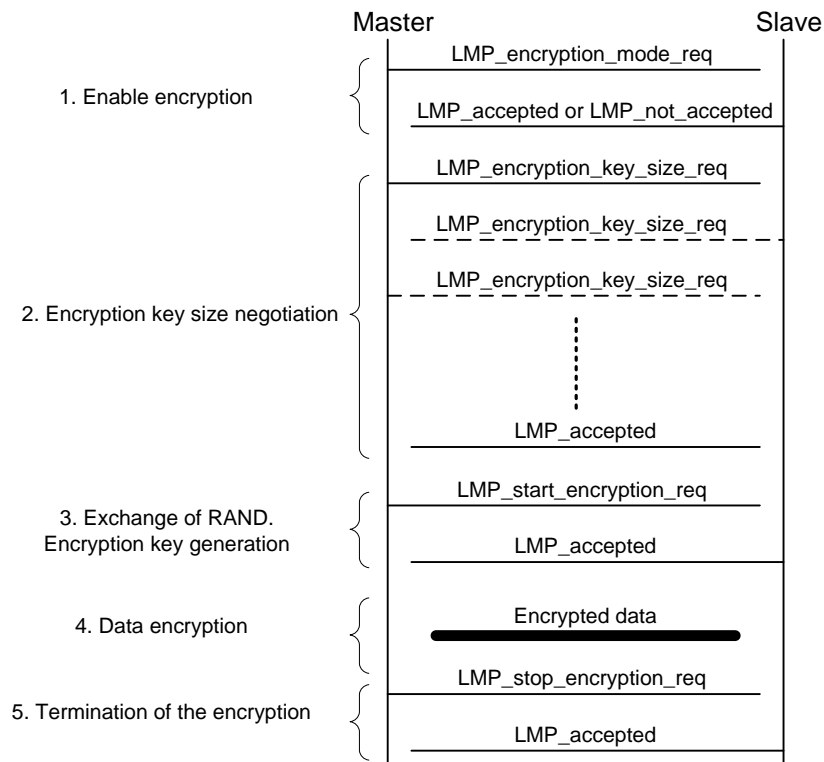 Master
Slave
1. Enable encryption
LMP_encryption_mode_req
LMP_accepted or LMP_not_accepted
2. Encryption key size negotiation
LMP_encryption_key_size_req
LMP_encryption_key_size_req
LMP_encryption_key_size_req
LMP_accepted
3. Exchange of RAND.
Encryption key generation
LMP_start_encryption_req
LMP_accepted
4. Data encryption
Encrypted data
5. Termination of the encryption
LMP_stop_encryption_req
LMP_accepted